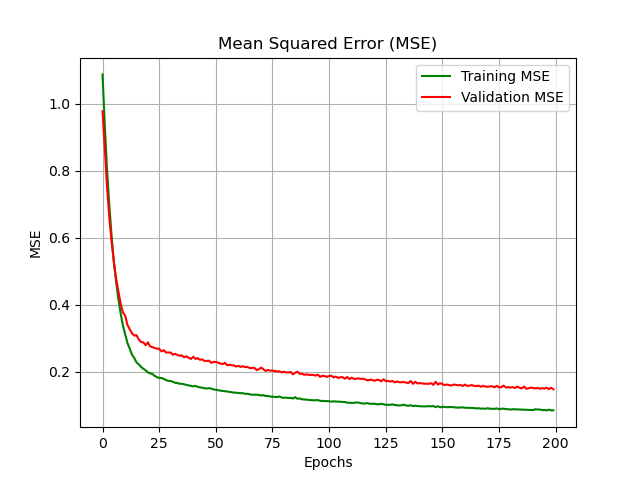 Mean Squared Error (MSE)
Training MSE
Validation MSE
1.0
0.8
0.6
0.4
0.2
MSE
0 25 50 75 100 125 150 175 200
Epochs